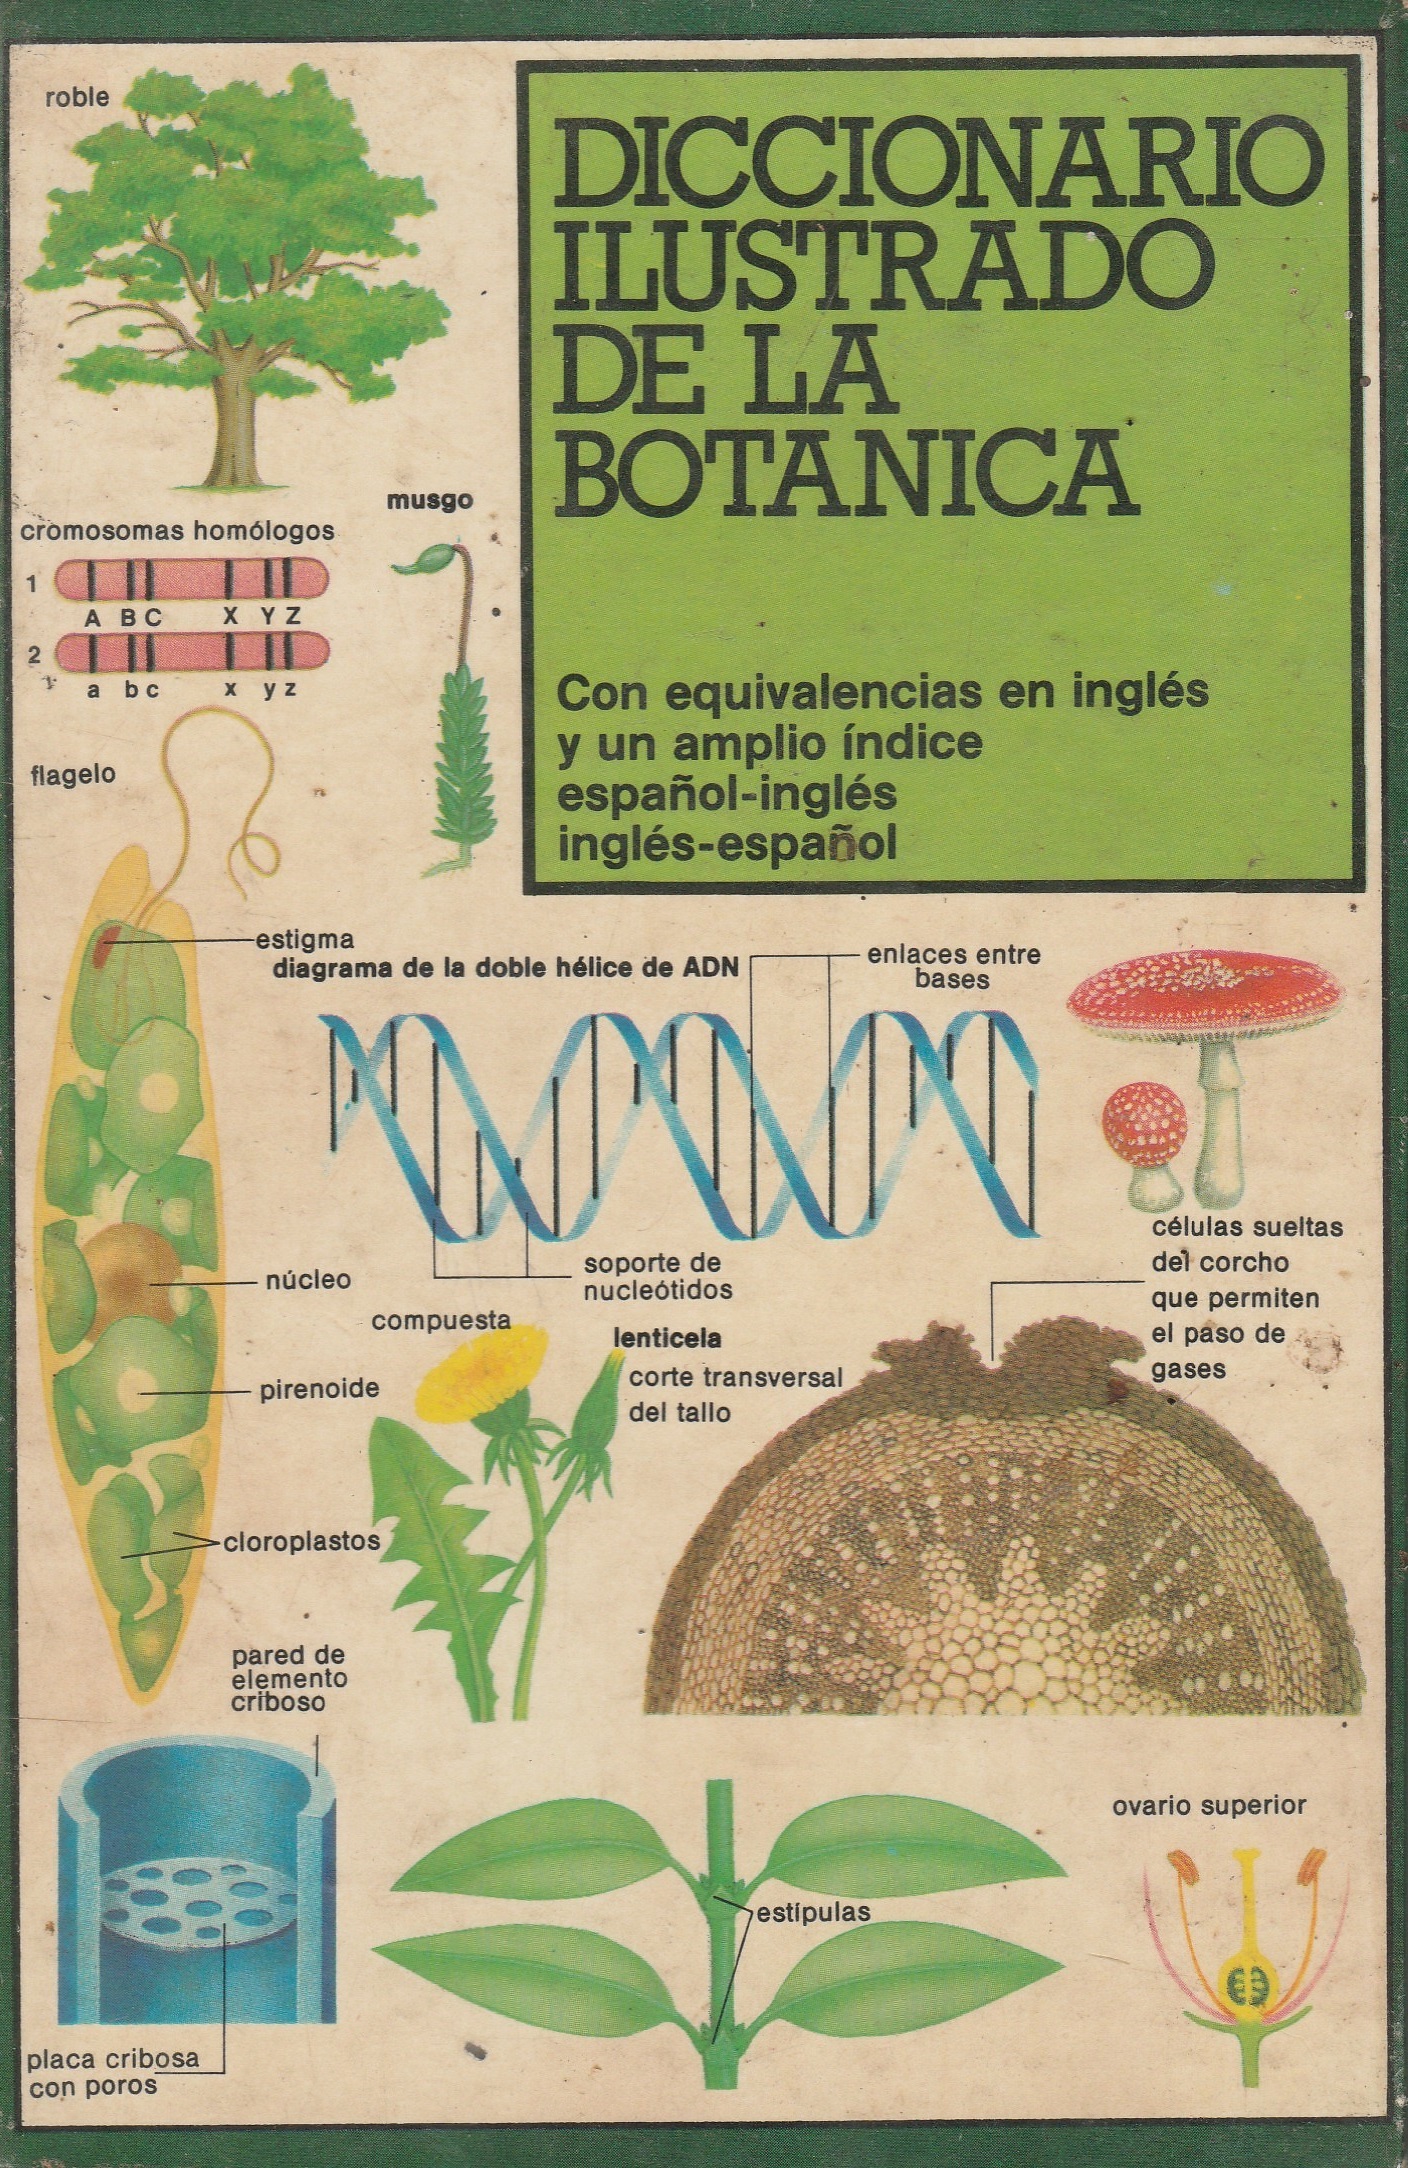 roble
DICCIONARIO
ILUSTRADO
DE LA
BOTANICA
Con equivalencias en inglés
y un amplio índice
español-inglés
inglés-español
musgo
cromosomas homólogos
1
A B C X Y Z
2
a b c x y z
flagelo
estigma
diagrama de la doble hélice de ADN
enlaces entre
bases
soporte de
nucleótidos
células sueltas
del corcho
que permiten
el paso de
gases
núcleo
compuesta
lenticela
corte transversal
del tallo
pirenoide
cloroplastos
pared de
elemento
criboso
placa cribosa
con poros
estípulas
ovario superior